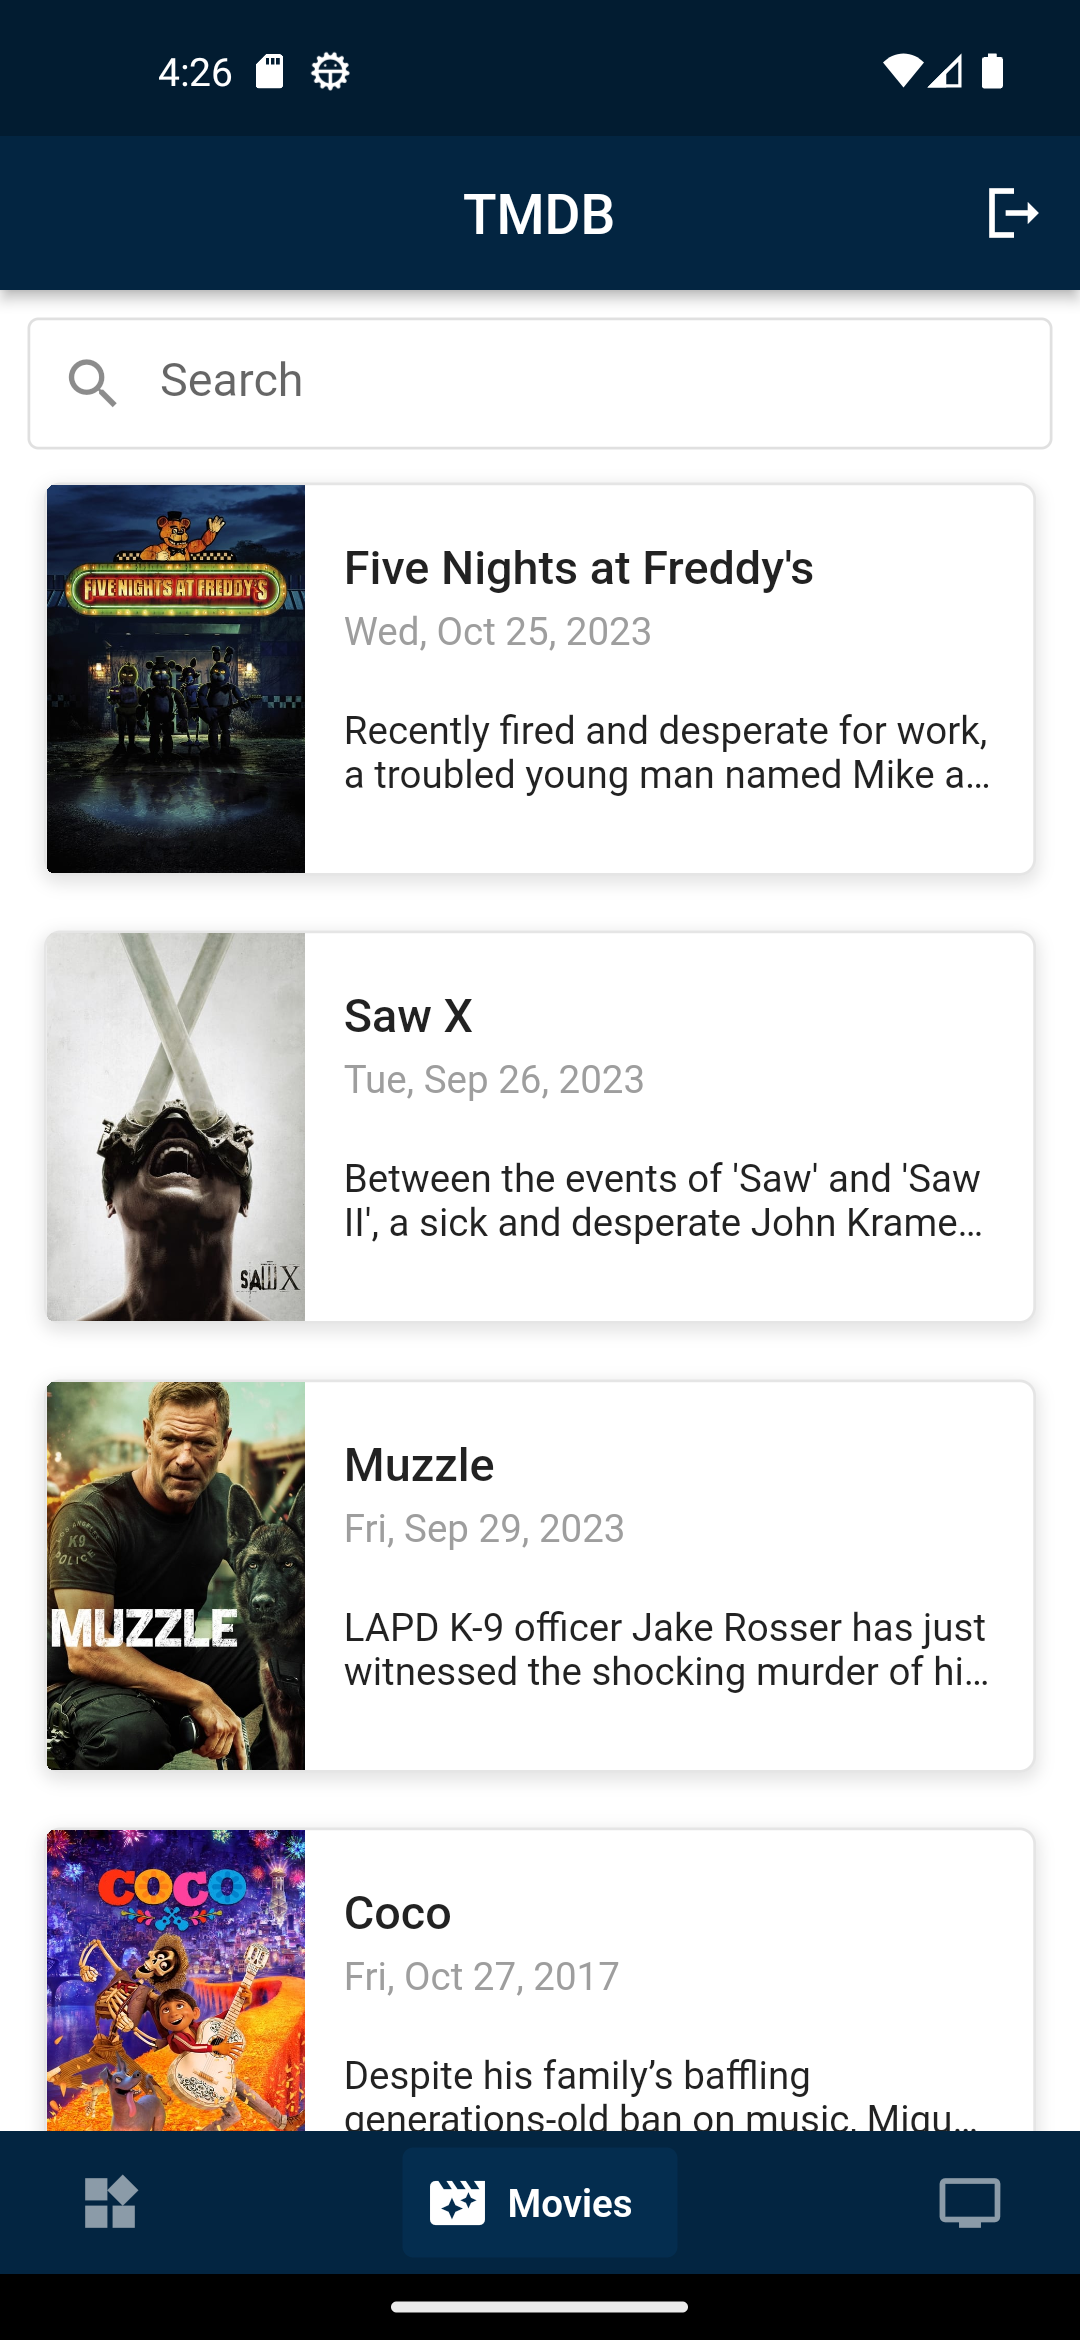 4:26
TMDB
Search
FIVE NIGHTS AT FREDDY'S
Five Nights at Freddy's
Wed, Oct 25, 2023
Recently fired and desperate for work,
a troubled young man named Mike a...
SAW X
Saw X
Tue, Sep 26, 2023
Between the events of 'Saw' and 'Saw
II', a sick and desperate John Krame...
LOS ANGELES
K9
POLICE
MUZZLE
Muzzle
Fri, Sep 29, 2023
LAPD K-9 officer Jake Rosser has just
witnessed the shocking murder of hi...
COCO
Coco
Fri, Oct 27, 2017
Despite his family’s baffling
generations-old ban on music, Migu...
Movies